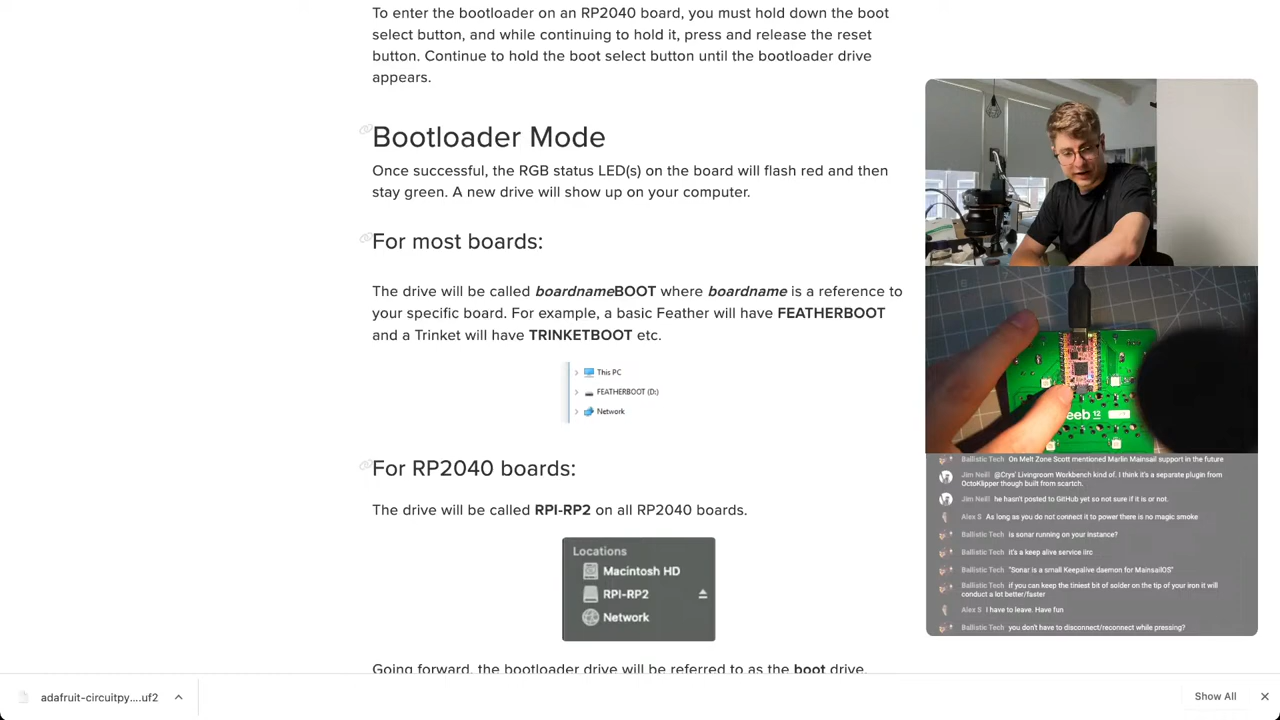 To enter the bootloader on an RP2040 board, you must hold down the boot
select button, and while continuing to hold it, press and release the reset
button. Continue to hold the boot select button until the bootloader drive
appears.
Bootloader Mode
Once successful, the RGB status LED(s) on the board will flash red and then
stay green. A new drive will show up on your computer.
For most boards:
The drive will be called boardnameBOOT where boardname is a reference to
your specific board. For example, a basic Feather will have FEATHERBOOT
and a Trinket will have TRINKETBOOT etc.
This PC
FEATHERBOOT (D:)
Network
For RP2040 boards:
The drive will be called RPI-RP2 on all RP2040 boards.
Locations
Macintosh HD
RPI-RP2
Network
Going forward, the bootloader drive will be referred to as the boot drive.
eeb 12
Ballistic Tech On Melt Zone Scott mentioned Marlin Mainsail support in the future
Jim Neill @Crys' Livingroom Workbench kind of. I think it's a separate plugin from
OctoKlipper though built from scartch.
Jim Neill he hasn't posted to GitHub yet so not sure if it is or not.
Alex S As long as you do not connect it to power there is no magic smoke
Ballistic Tech is sonar running on your instance?
Ballistic Tech it's a keep alive service iirc
Ballistic Tech "Sonar is a small Keepalive daemon for MainsailOS"
Ballistic Tech if you can keep the tiniest bit of solder on the tip of your iron it will
conduct a lot better/faster
Alex S I have to leave. Have fun
Ballistic Tech you don't have to disconnect/reconnect while pressing?
adafruit-circuitpy....uf2
Show All